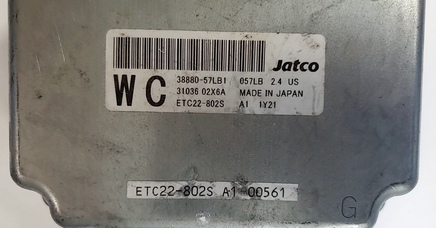 Jatco
WC
38880-57LB1 057LB 2.4 US
31036 02X6A MADE IN JAPAN
ETC22-802S A1 1Y21
ETC22-802S A1 00561
G